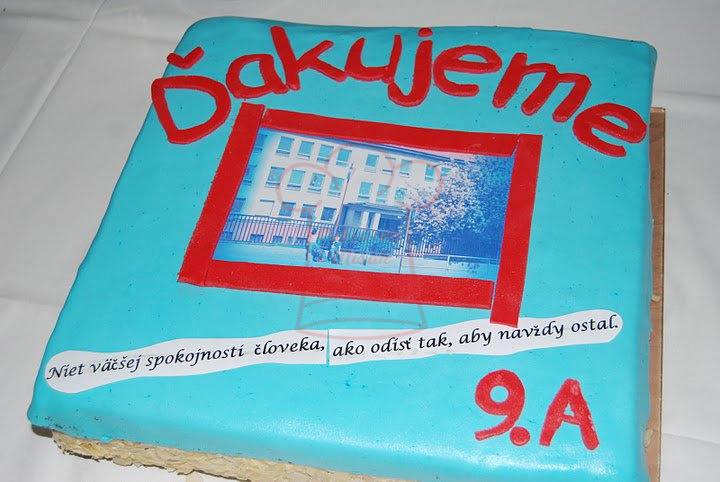 Ďakujeme
Niet väčšej spokojnosti človeka, ako odísť tak, aby navždy ostal.
9.A